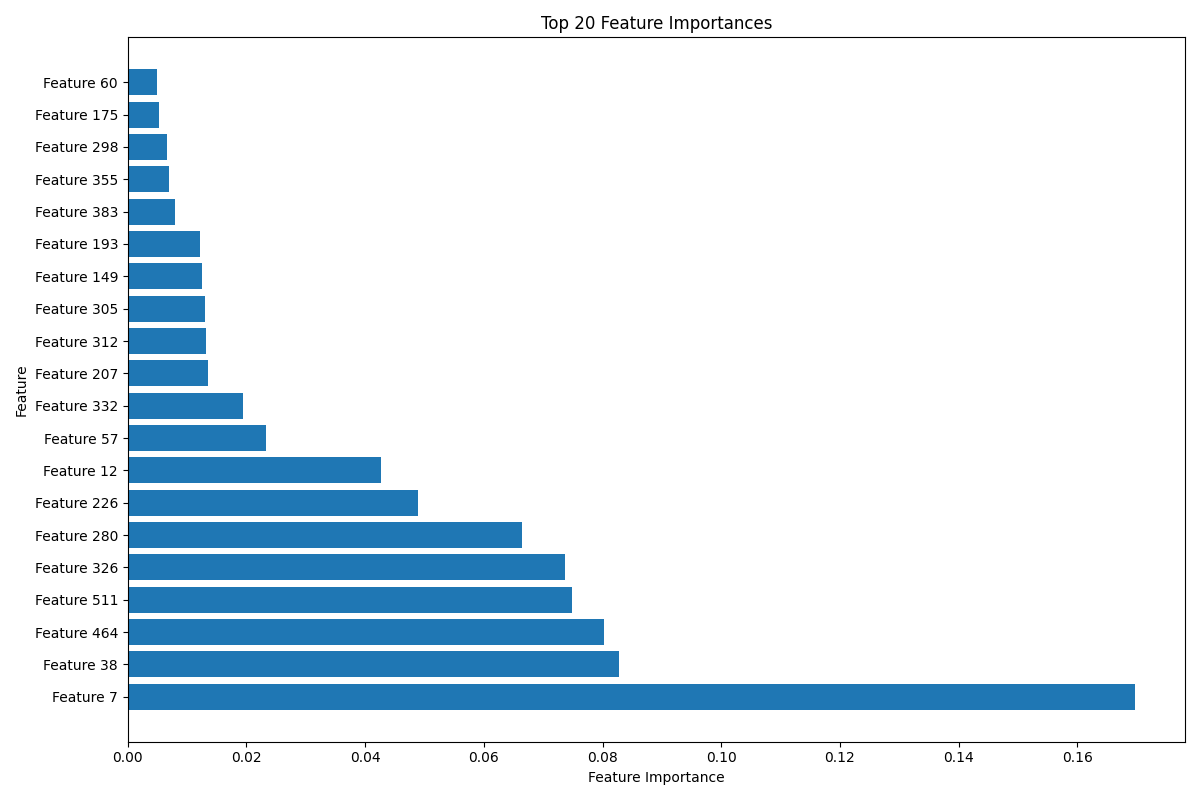 Top 20 Feature Importances
Feature
Feature 60
Feature 175
Feature 298
Feature 355
Feature 383
Feature 193
Feature 149
Feature 305
Feature 312
Feature 207
Feature 332
Feature 57
Feature 12
Feature 226
Feature 280
Feature 326
Feature 511
Feature 464
Feature 38
Feature 7
0.00 0.02 0.04 0.06 0.08 0.10 0.12 0.14 0.16
Feature Importance